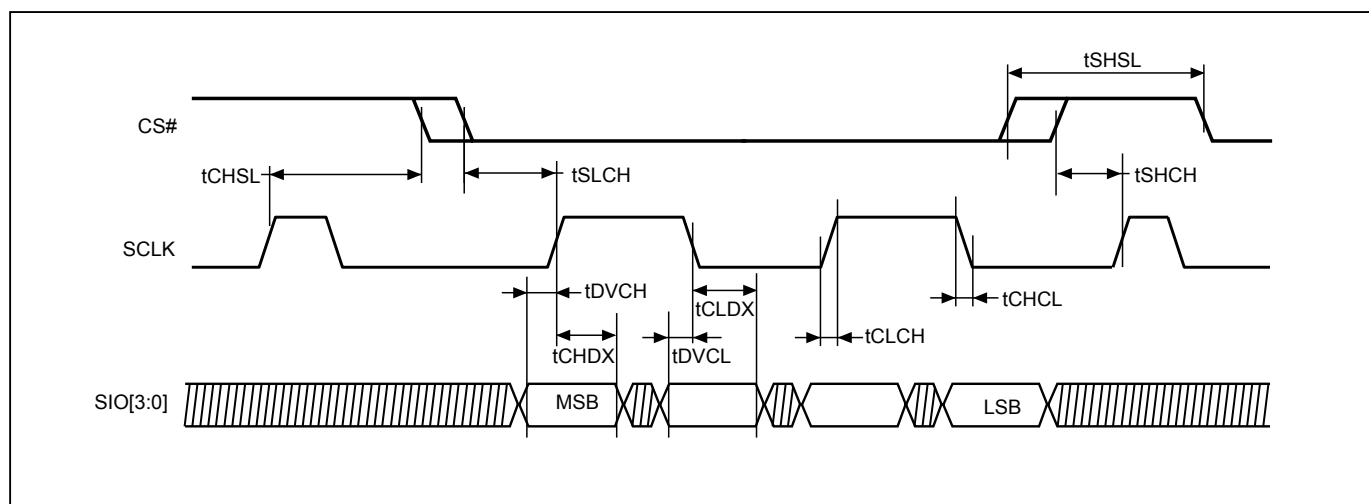 tSHSL
CS#
tCHSL
tSLCH
tSHCH
SCLK
tDVCH
tCLDX
tCHCL
tCHDX
tDVCL
tCLCH
SIO[3:0]
MSB
LSB